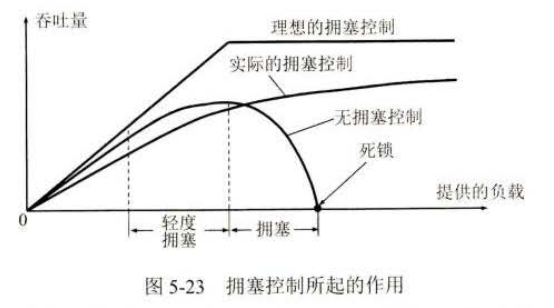 吞吐量
理想的拥塞控制
实际的拥塞控制
无拥塞控制
死锁
提供的负载
0
轻度
拥塞
拥塞
图 5-23 拥塞控制所起的作用